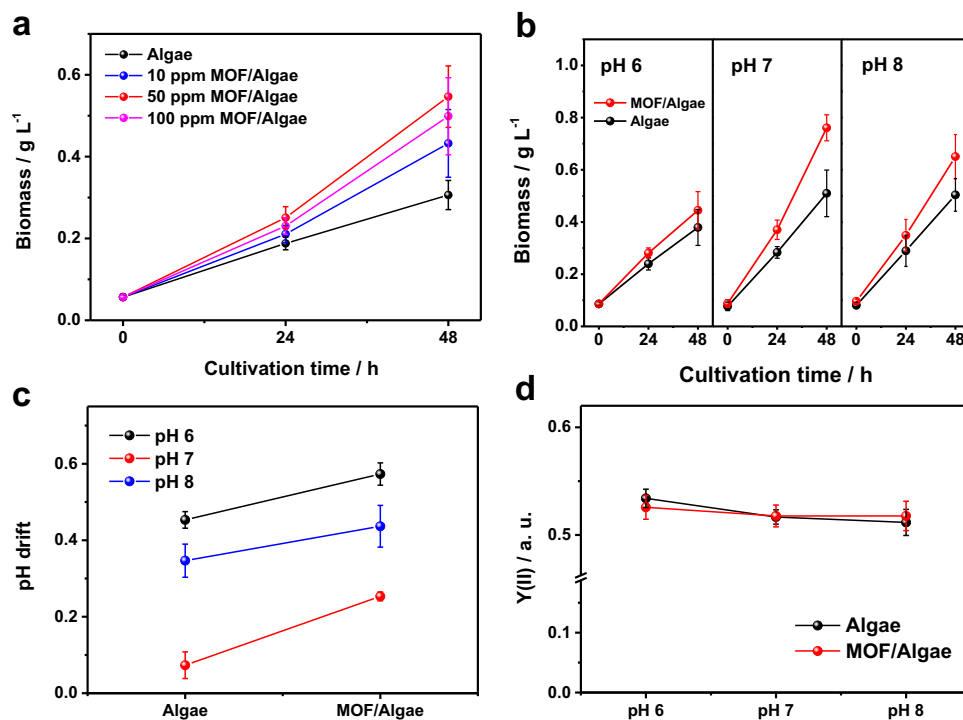 a
Algae
10 ppm MOF/Algae
50 ppm MOF/Algae
100 ppm MOF/Algae
Biomass / g L⁻¹
0.6
0.4
0.2
0.0
0
24
48
Cultivation time / h
b
pH 6
pH 7
pH 8
MOF/Algae
Algae
Biomass / g L⁻¹
1.0
0.8
0.6
0.4
0.2
0.0
0 24 48 0 24 48 0 24 48
Cultivation time / h
c
pH 6
pH 7
pH 8
pH drift
0.6
0.4
0.2
0.0
Algae
MOF/Algae
d
Y(II) / a. u.
0.6
0.5
0.1
0.0
Algae
MOF/Algae
pH 6
pH 7
pH 8